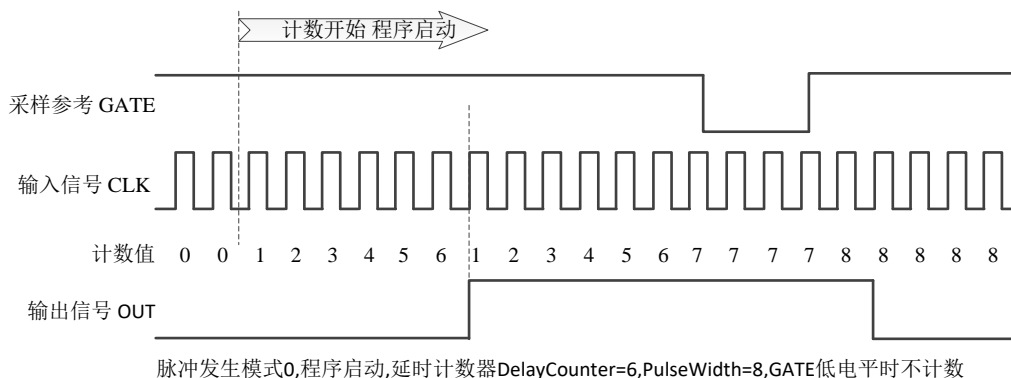 计数开始 程序启动
采样参考 GATE
输入信号 CLK
计数值 0 0 1 2 3 4 5 6 1 2 3 4 5 6 7 7 7 7 8 8 8 8 8
输出信号 OUT
脉冲发生模式0,程序启动,延时计数器DelayCounter=6,PulseWidth=8,GATE低电平时不计数